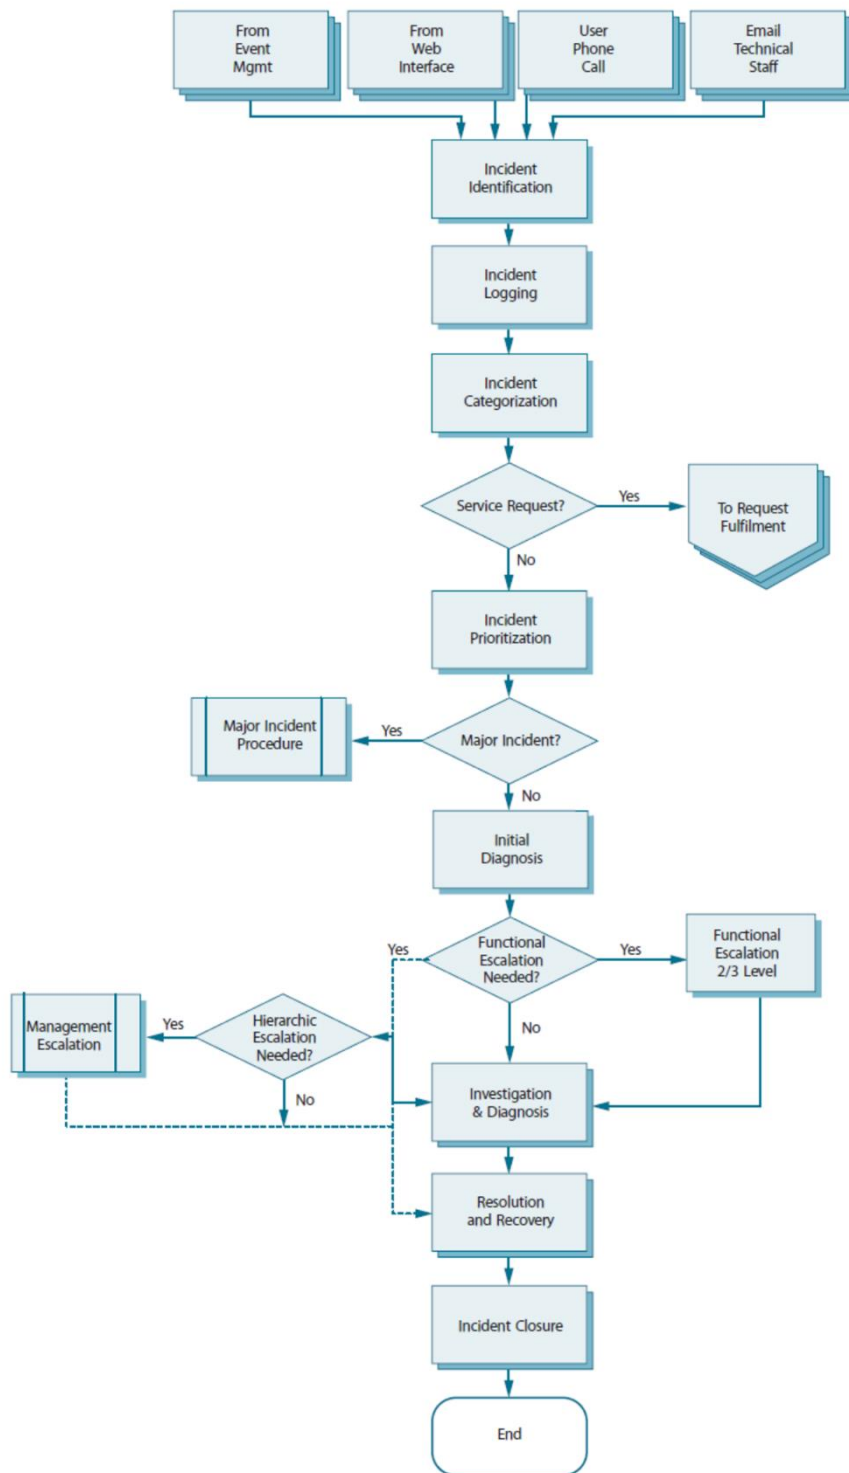 From
Event
Mgmt
From
Web
Interface
User
Phone
Call
Email
Technical
Staff
Incident
Identification
Incident
Logging
Incident
Categorization
Service Request?
Yes
To Request
Fulfilment
No
Incident
Prioritization
Major Incident
Procedure
Yes
Major Incident?
No
Initial
Diagnosis
Yes
Functional
Escalation
Needed?
Yes
Functional
Escalation
2/3 Level
No
Management
Escalation
Yes
Hierarchic
Escalation
Needed?
No
Investigation
& Diagnosis
Resolution
and Recovery
Incident Closure
End